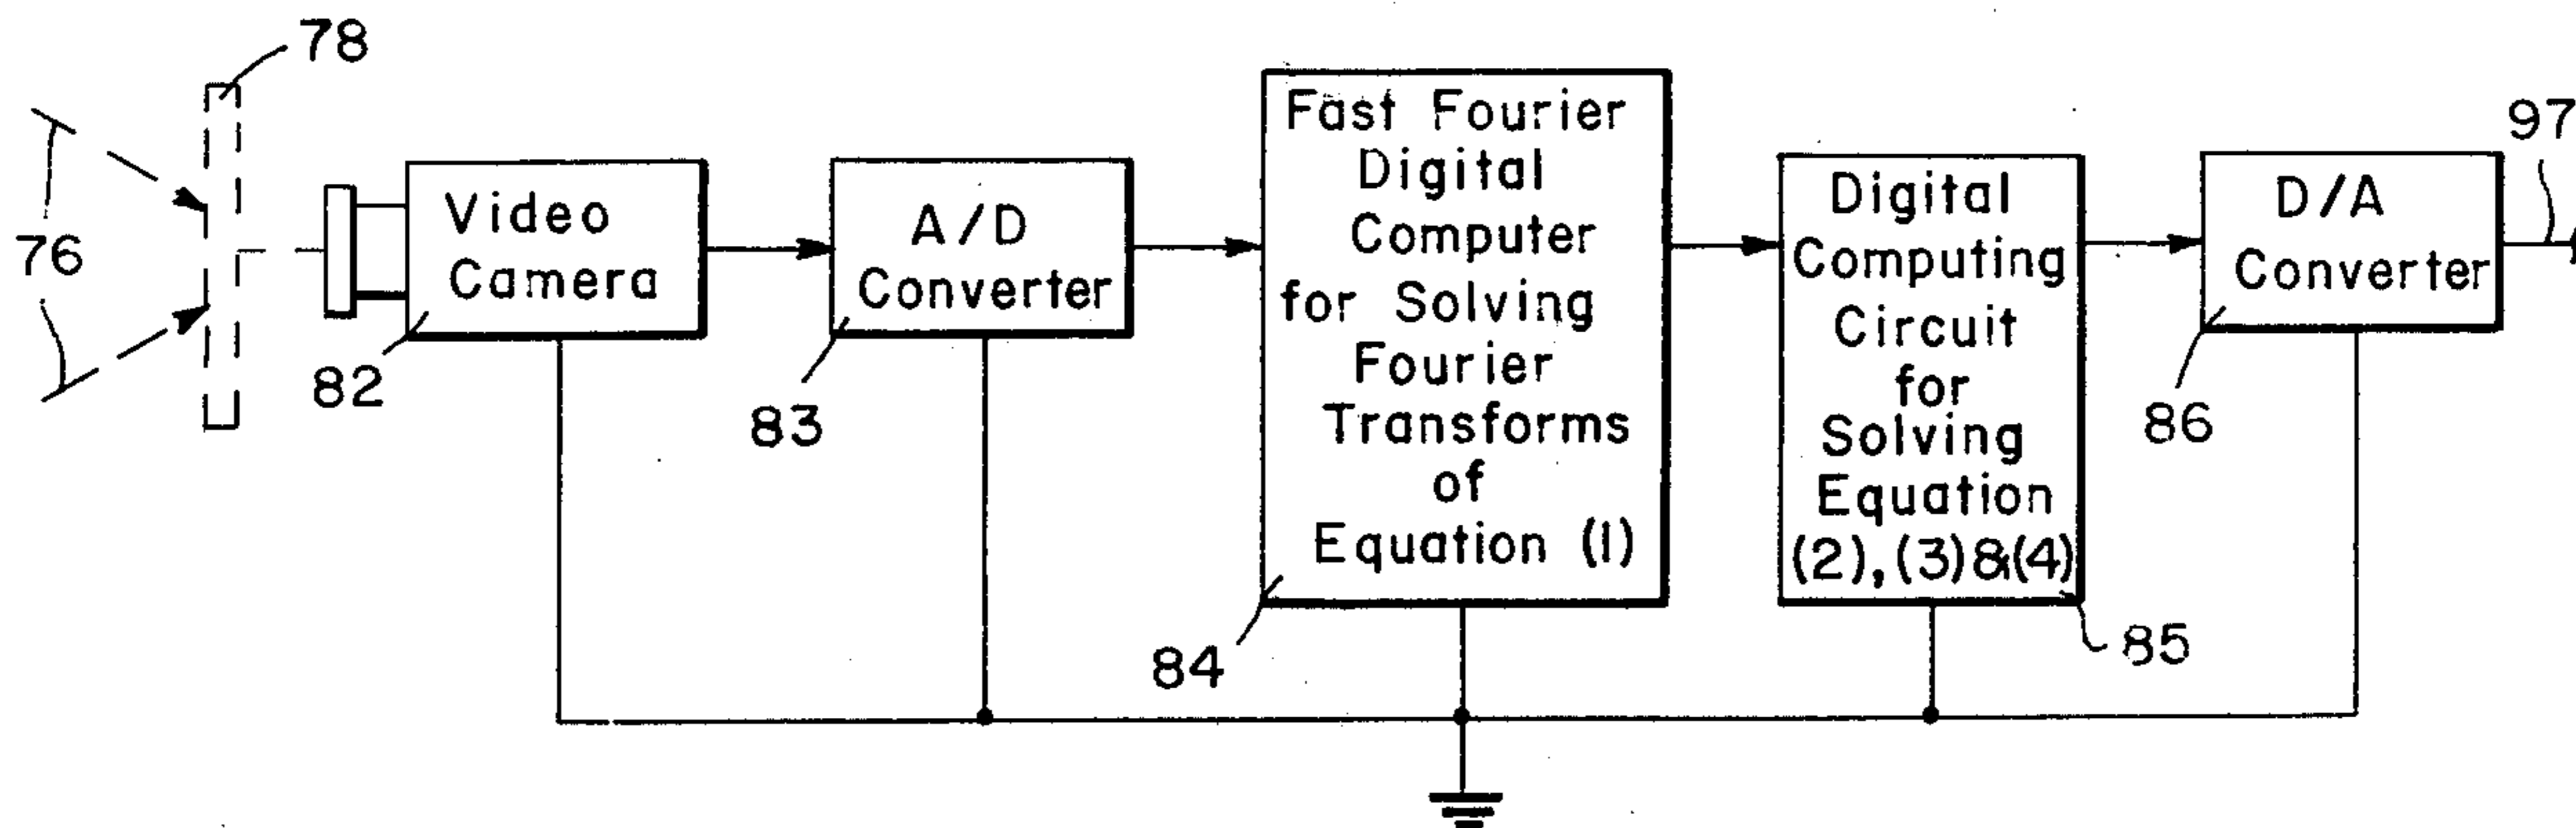 78
76
Video
Camera
82
A/D
Converter
83
Fast Fourier
Digital
Computer
for Solving
Fourier
Transforms
of
Equation (1)
84
Digital
Computing
Circuit
for
Solving
Equation
(2), (3)&(4)
85
D/A
Converter
86
97